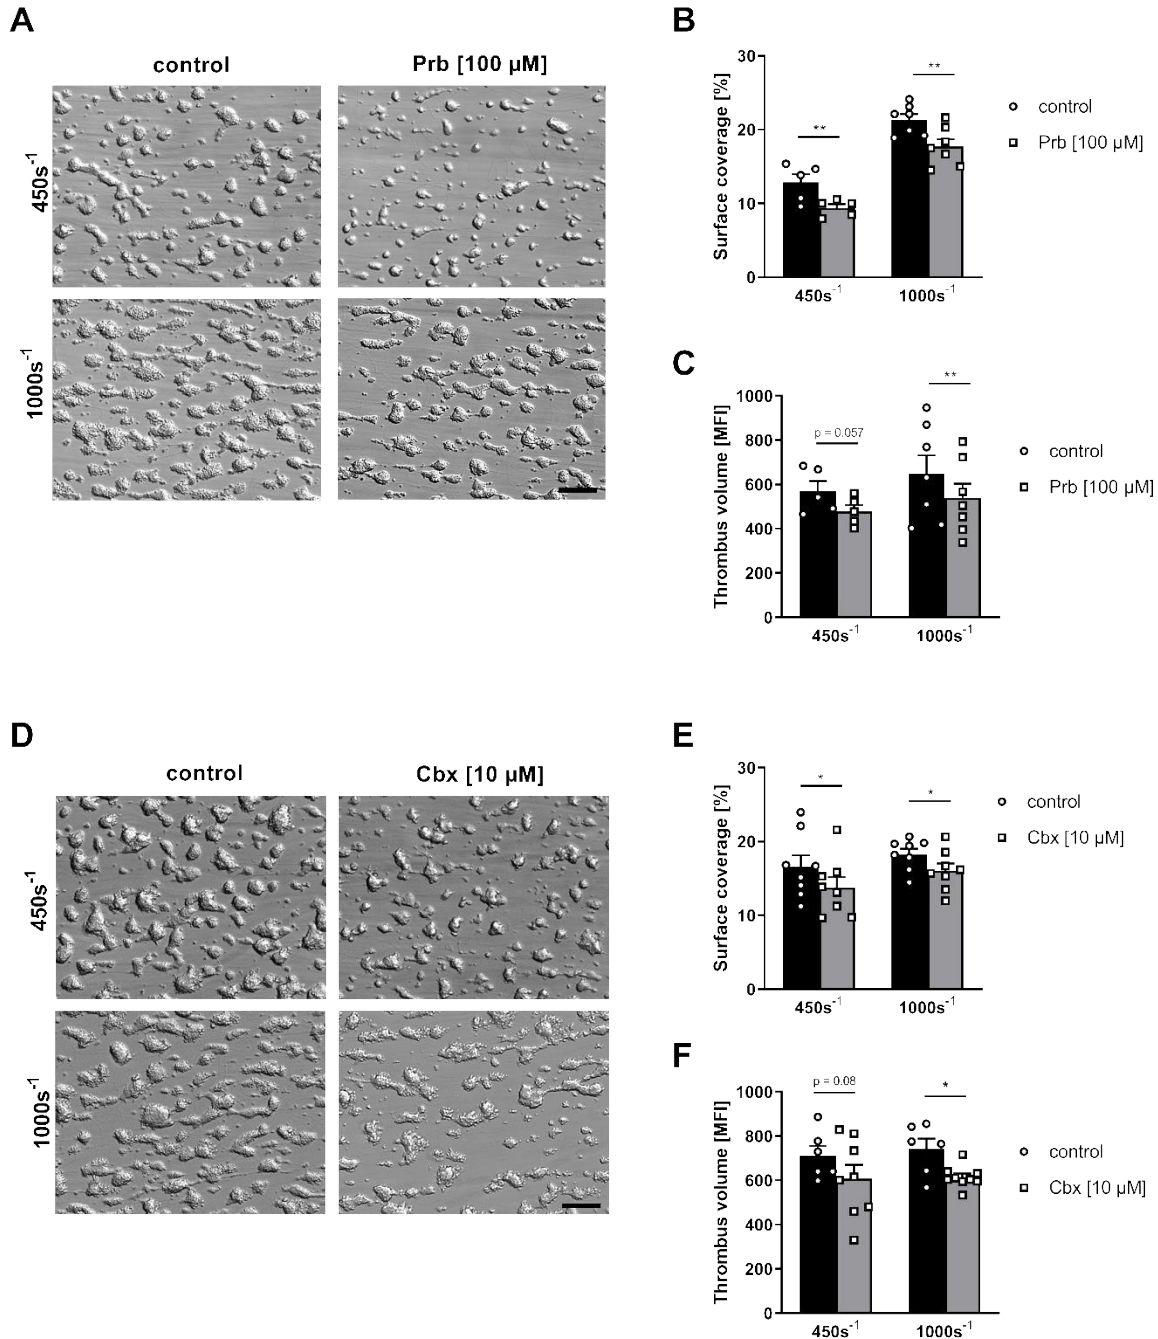 A
control
Prb [100 µM]
450s⁻¹
1000s⁻¹
B
Surface coverage [%]
30
20
10
0
**
**
450s⁻¹
1000s⁻¹
control
Prb [100 µM]
C
Thrombus volume [MFI]
1000
800
600
400
200
0
p = 0.057
**
450s⁻¹
1000s⁻¹
control
Prb [100 µM]
D
control
Cbx [10 µM]
450s⁻¹
1000s⁻¹
E
Surface coverage [%]
30
20
10
0
*
*
450s⁻¹
1000s⁻¹
control
Cbx [10 µM]
F
Thrombus volume [MFI]
1000
800
600
400
200
0
p = 0.08
*
450s⁻¹
1000s⁻¹
control
Cbx [10 µM]